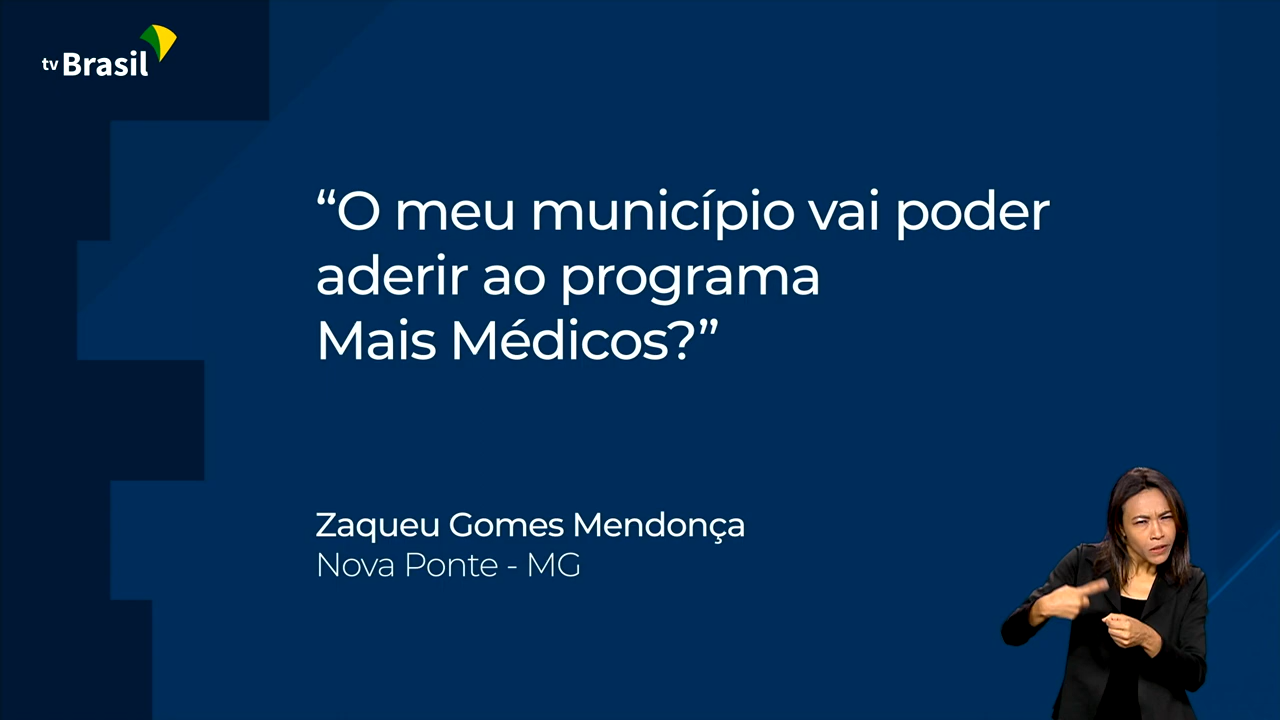 tv Brasil
“O meu município vai poder
aderir ao programa
Mais Médicos?”
Zaqueu Gomes Mendonça
Nova Ponte - MG